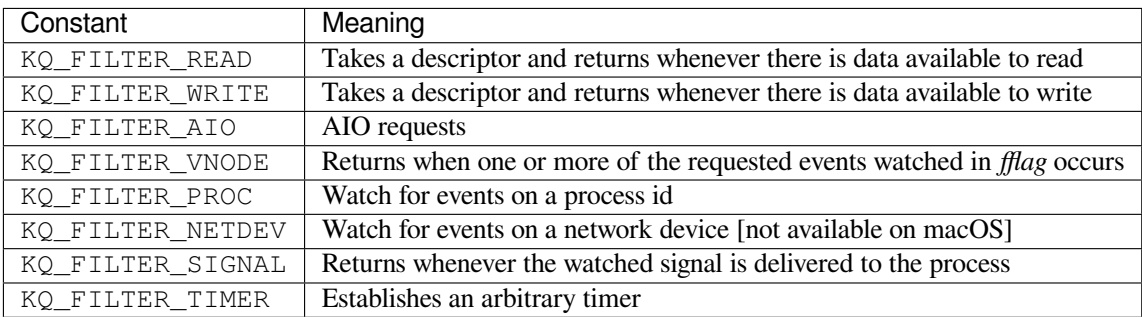 Constant Meaning
KQ_FILTER_READ Takes a descriptor and returns whenever there is data available to read
KQ_FILTER_WRITE Takes a descriptor and returns whenever there is data available to write
KQ_FILTER_AIO AIO requests
KQ_FILTER_VNODE Returns when one or more of the requested events watched in fflag occurs
KQ_FILTER_PROC Watch for events on a process id
KQ_FILTER_NETDEV Watch for events on a network device [not available on macOS]
KQ_FILTER_SIGNAL Returns whenever the watched signal is delivered to the process
KQ_FILTER_TIMER Establishes an arbitrary timer